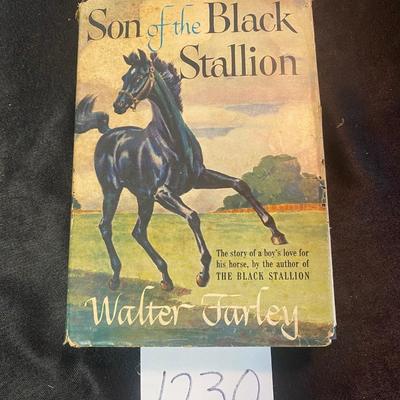 Son of the Black
Stallion
The story of a boy's love for
his horse, by the author of
THE BLACK STALLION
Walter Farley
1230